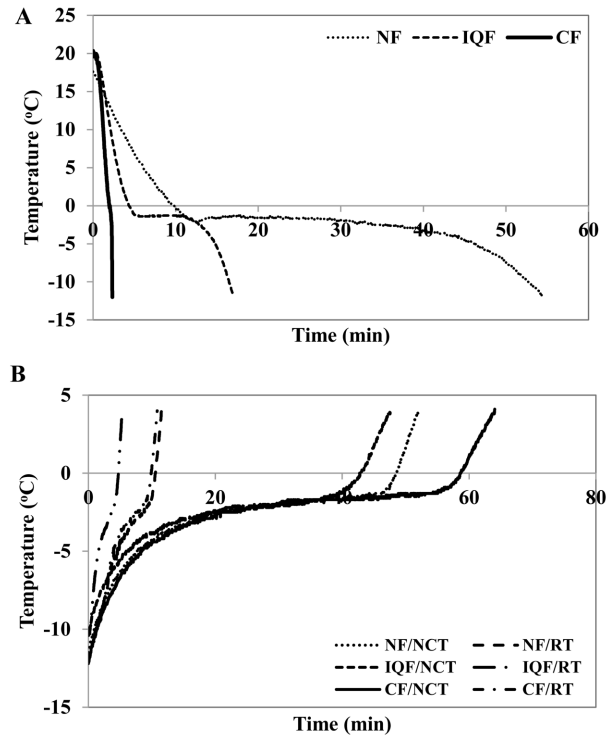 A
NF IQF CF
25
20
15
10
5
0
-5
-10
-15
0 10 20 30 40 50 60
Temperature (ºC)
Time (min)
B
5
0
-5
-10
-15
0 20 40 60 80
Temperature (ºC)
NF/NCT NF/RT
IQF/NCT IQF/RT
CF/NCT CF/RT
Time (min)